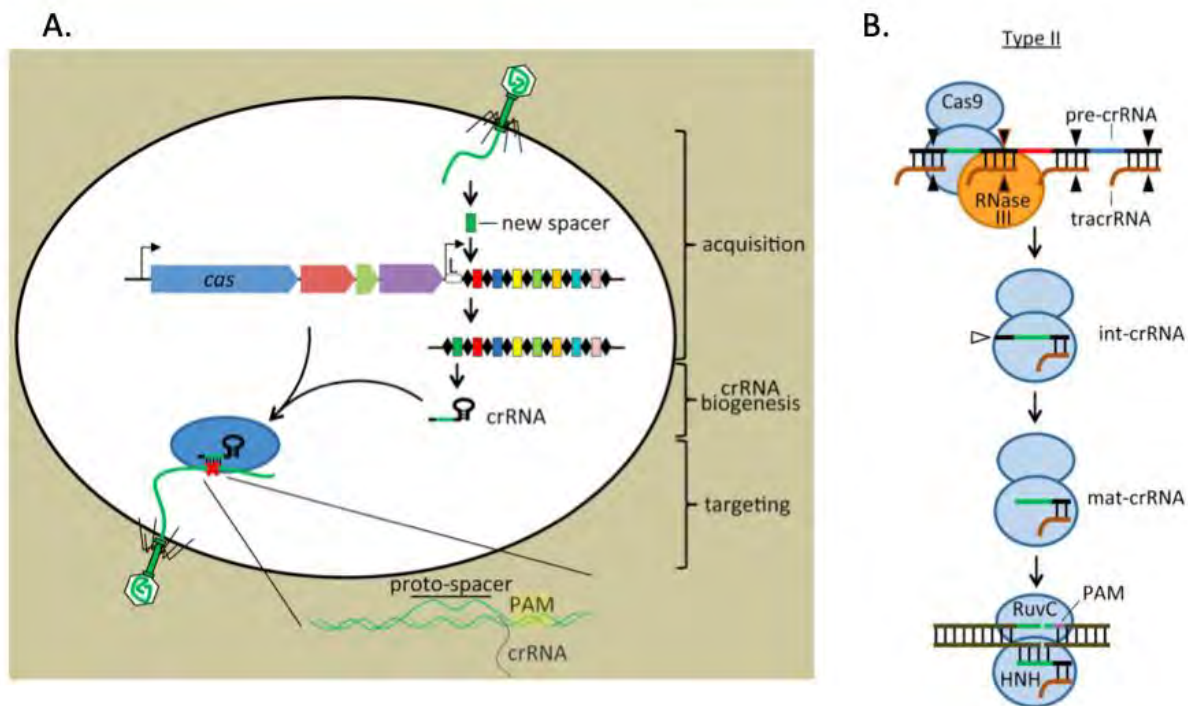 A.
new spacer
acquisition
cas
L
crRNA
biogenesis
crRNA
targeting
proto-spacer
PAM
crRNA
B.
Type II
Cas9
pre-crRNA
RNase
III
tracrRNA
int-crRNA
mat-crRNA
RuvC
PAM
HNH